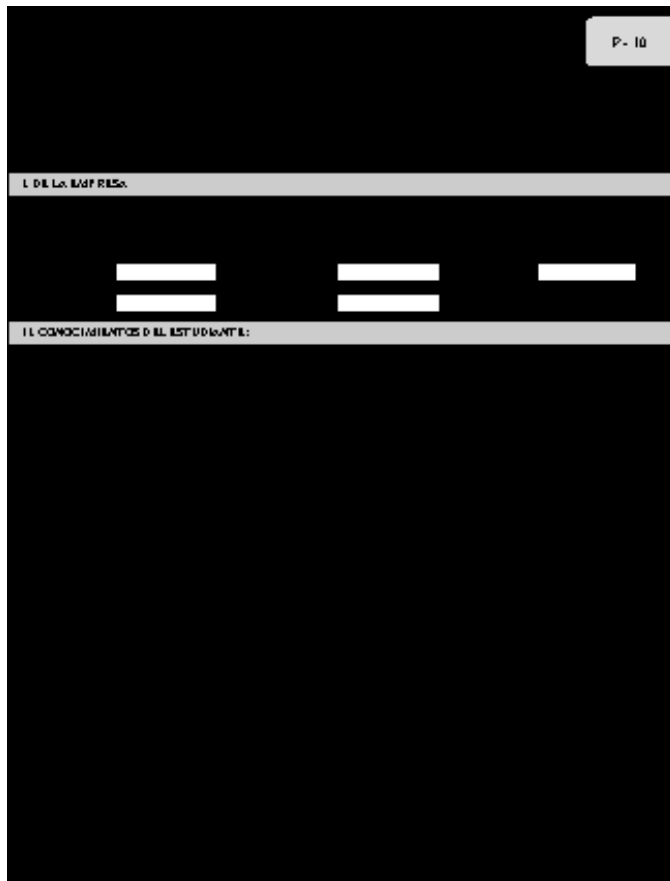 P- 10
I. DE LA EMPRESA
II. CONOCIMIENTOS DEL ESTUDIANTE: